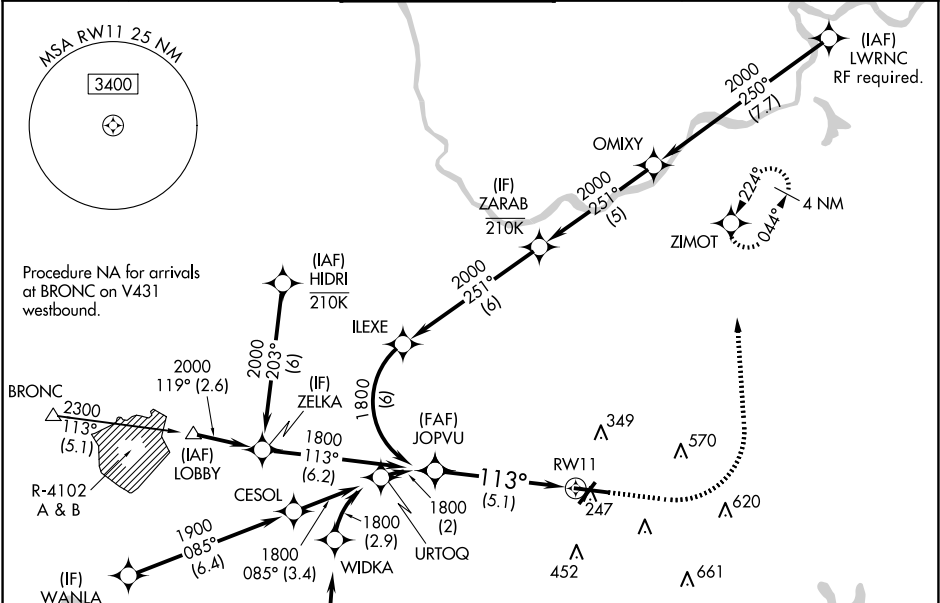 MSA RW11 25 NM
3400
(IAF)
LWRNC
RF required.
2000
250°
(7.7)
OMIXY
2000
251°
(5)
(IF)
ZARAB
210K
224°
044°
4 NM
ZIMOT
Procedure NA for arrivals
at BRONC on V431
westbound.
(IAF)
HIDRI
210K
2000
251°
(6)
ILEXE
2000
203°
(6)
1800
(6)
2000
119° (2.6)
(IF)
ZELKA
BRONC
2300
113°
(5.1)
(IAF)
LOBBY
1800
113°
(6.2)
(FAF)
JOPVU
113°
(5.1)
RW11
349
570
247
620
452
661
R-4102
A & B
CESOL
1800
(2)
URTOQ
1800
(2.9)
WIDKA
1800
085° (3.4)
1900
085°
(6.4)
(IF)
WANLA